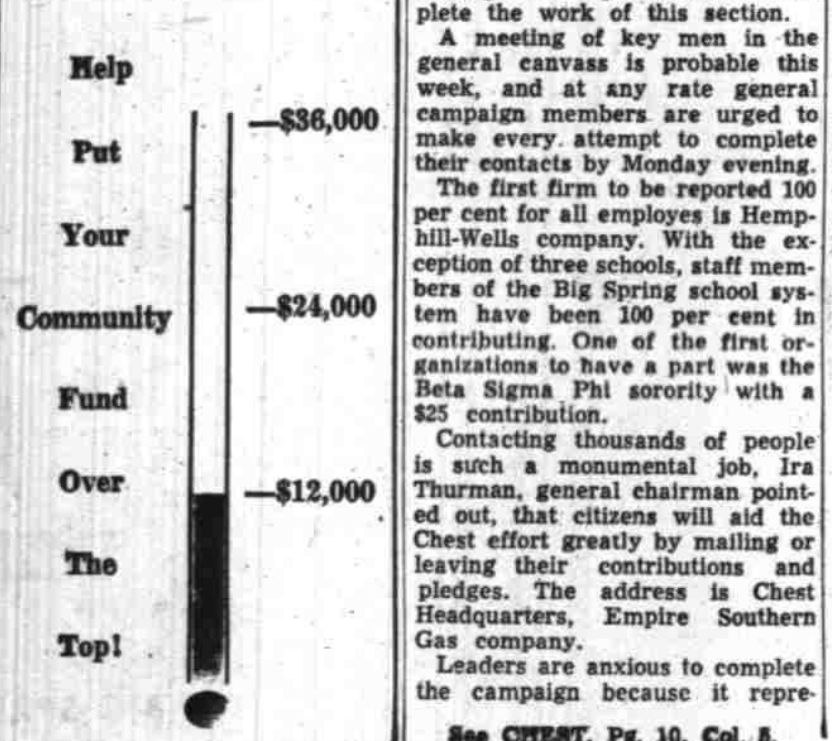 Help
Put
Your
Community
Fund
Over
The
Top!
$36,000
$24,000
$12,000
plete the work of this section.
A meeting of key men in the
general canvass is probable this
week, and at any rate general
campaign members are urged to
make every attempt to complete
their contacts by Monday evening.
The first firm to be reported 100
per cent for all employes is Hemp-
hill-Wells company. With the ex-
ception of three schools, staff mem-
bers of the Big Spring school sys-
tem have been 100 per cent in
contributing. One of the first or-
ganizations to have a part was the
Beta Sigma Phi sorority with a
$25 contribution.
Contacting thousands of people
is such a monumental job, Ira
Thurman, general chairman point-
ed out, that citizens will aid the
Chest effort greatly by mailing or
leaving their contributions and
pledges. The address is Chest
Headquarters, Empire Southern
Gas company.
Leaders are anxious to complete
the campaign because it repre-
See CHEST, Pg. 10, Col. 5.